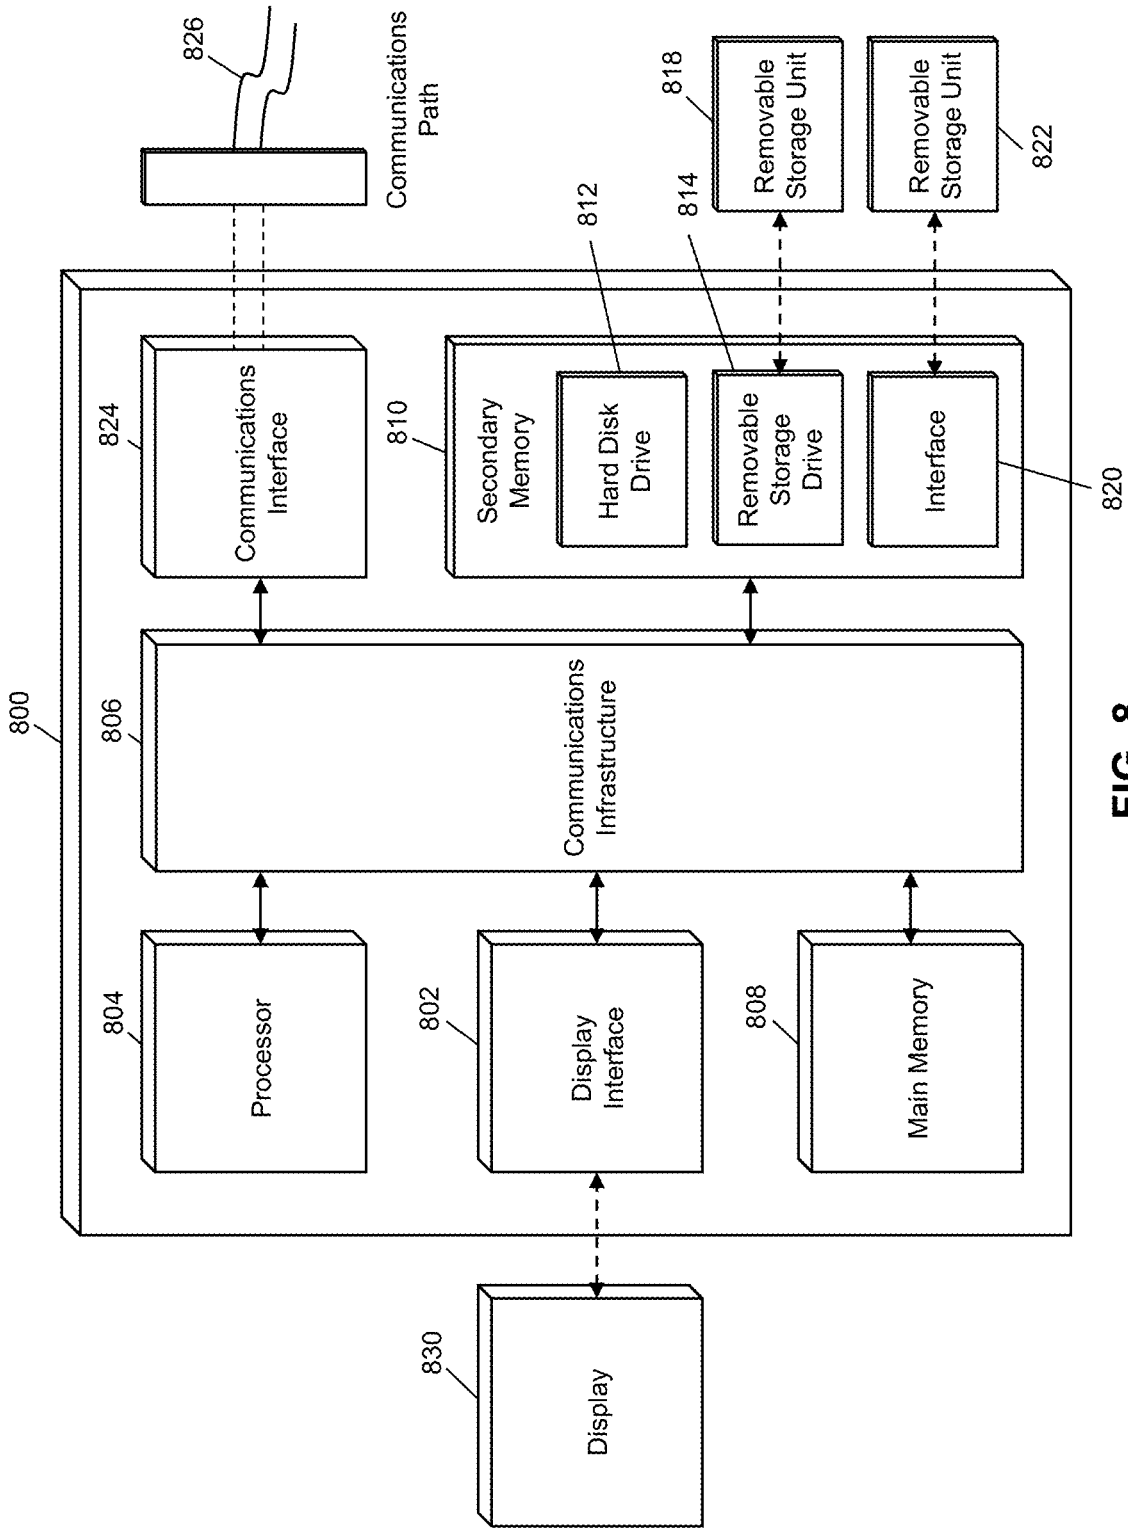 800
830
Display
804
Processor
802
Display
Interface
808
Main Memory
806
Communications
Infrastructure
824
Communications
Interface
810
Secondary
Memory
812
Hard Disk
Drive
814
Removable
Storage
Drive
820
Interface
826
Communications
Path
818
Removable
Storage Unit
822
Removable
Storage Unit
FIG. 8